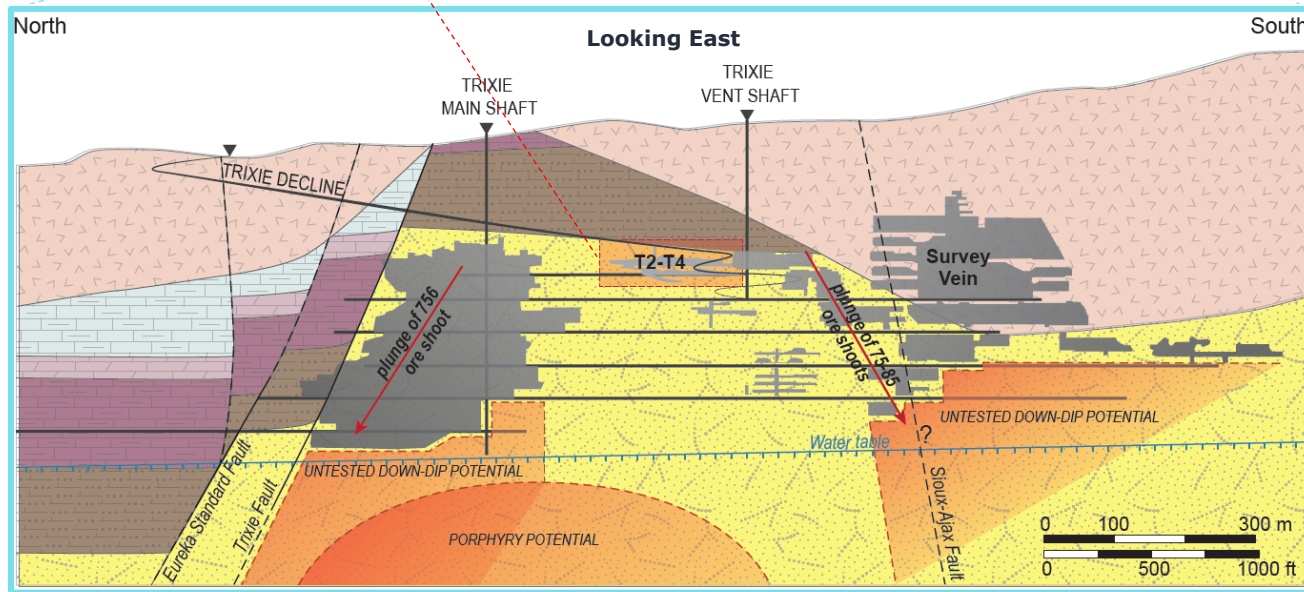 North
South
Looking East
TRIXIE
MAIN SHAFT
TRIXIE
VENT SHAFT
TRIXIE DECLINE
T2-T4
Survey
Vein
plunge of 756
ore shoot
plunge of 75-85
ore shoots
UNTESTED DOWN-DIP POTENTIAL
?
Water table
UNTESTED DOWN-DIP POTENTIAL
Eureka Standard Fault
Trixie Fault
Sioux-Ajax Fault
PORPHYRY POTENTIAL
0 100 300 m
0 500 1000 ft